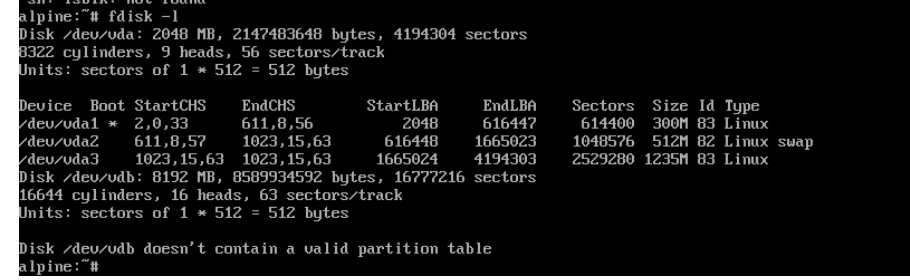 sh: lsblk: not found
alpine:~# fdisk -l
Disk /dev/vda: 2048 MB, 2147483648 bytes, 4194304 sectors
8322 cylinders, 9 heads, 56 sectors/track
Units: sectors of 1 * 512 = 512 bytes
Device  Boot StartCHS    EndCHS        StartLBA     EndLBA    Sectors  Size Id Type
/dev/vda1 *  2,0,33      611,8,56          2048     616447     614400  300M 83 Linux
/dev/vda2    611,8,57    1023,15,63      616448    1665023    1048576  512M 82 Linux swap
/dev/vda3    1023,15,63  1023,15,63     1665024    4194303    2529280 1235M 83 Linux
Disk /dev/vdb: 8192 MB, 8589934592 bytes, 16777216 sectors
16644 cylinders, 16 heads, 63 sectors/track
Units: sectors of 1 * 512 = 512 bytes
Disk /dev/vdb doesn't contain a valid partition table
alpine:~#